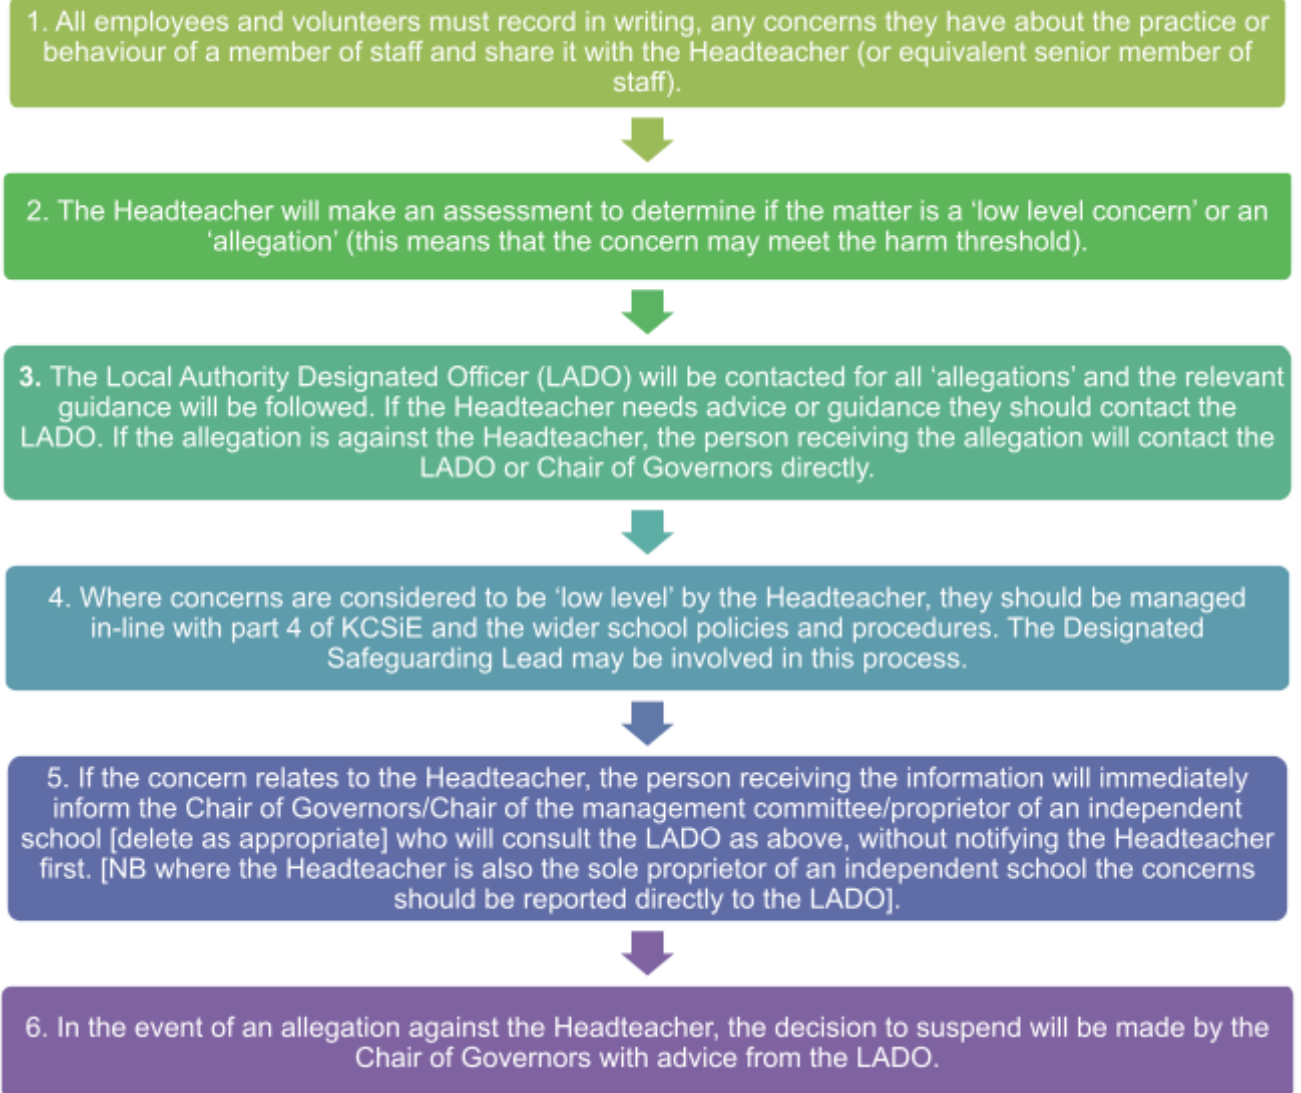 1. All employees and volunteers must record in writing, any concerns they have about the practice or
behaviour of a member of staff and share it with the Headteacher (or equivalent senior member of
staff).
2. The Headteacher will make an assessment to determine if the matter is a ‘low level concern’ or an
‘allegation’ (this means that the concern may meet the harm threshold).
3. The Local Authority Designated Officer (LADO) will be contacted for all ‘allegations’ and the relevant
guidance will be followed. If the Headteacher needs advice or guidance they should contact the
LADO. If the allegation is against the Headteacher, the person receiving the allegation will contact the
LADO or Chair of Governors directly.
4. Where concerns are considered to be ‘low level’ by the Headteacher, they should be managed
in-line with part 4 of KCSiE and the wider school policies and procedures. The Designated
Safeguarding Lead may be involved in this process.
5. If the concern relates to the Headteacher, the person receiving the information will immediately
inform the Chair of Governors/Chair of the management committee/proprietor of an independent
school [delete as appropriate] who will consult the LADO as above, without notifying the Headteacher
first. [NB where the Headteacher is also the sole proprietor of an independent school the concerns
should be reported directly to the LADO].
6. In the event of an allegation against the Headteacher, the decision to suspend will be made by the
Chair of Governors with advice from the LADO.